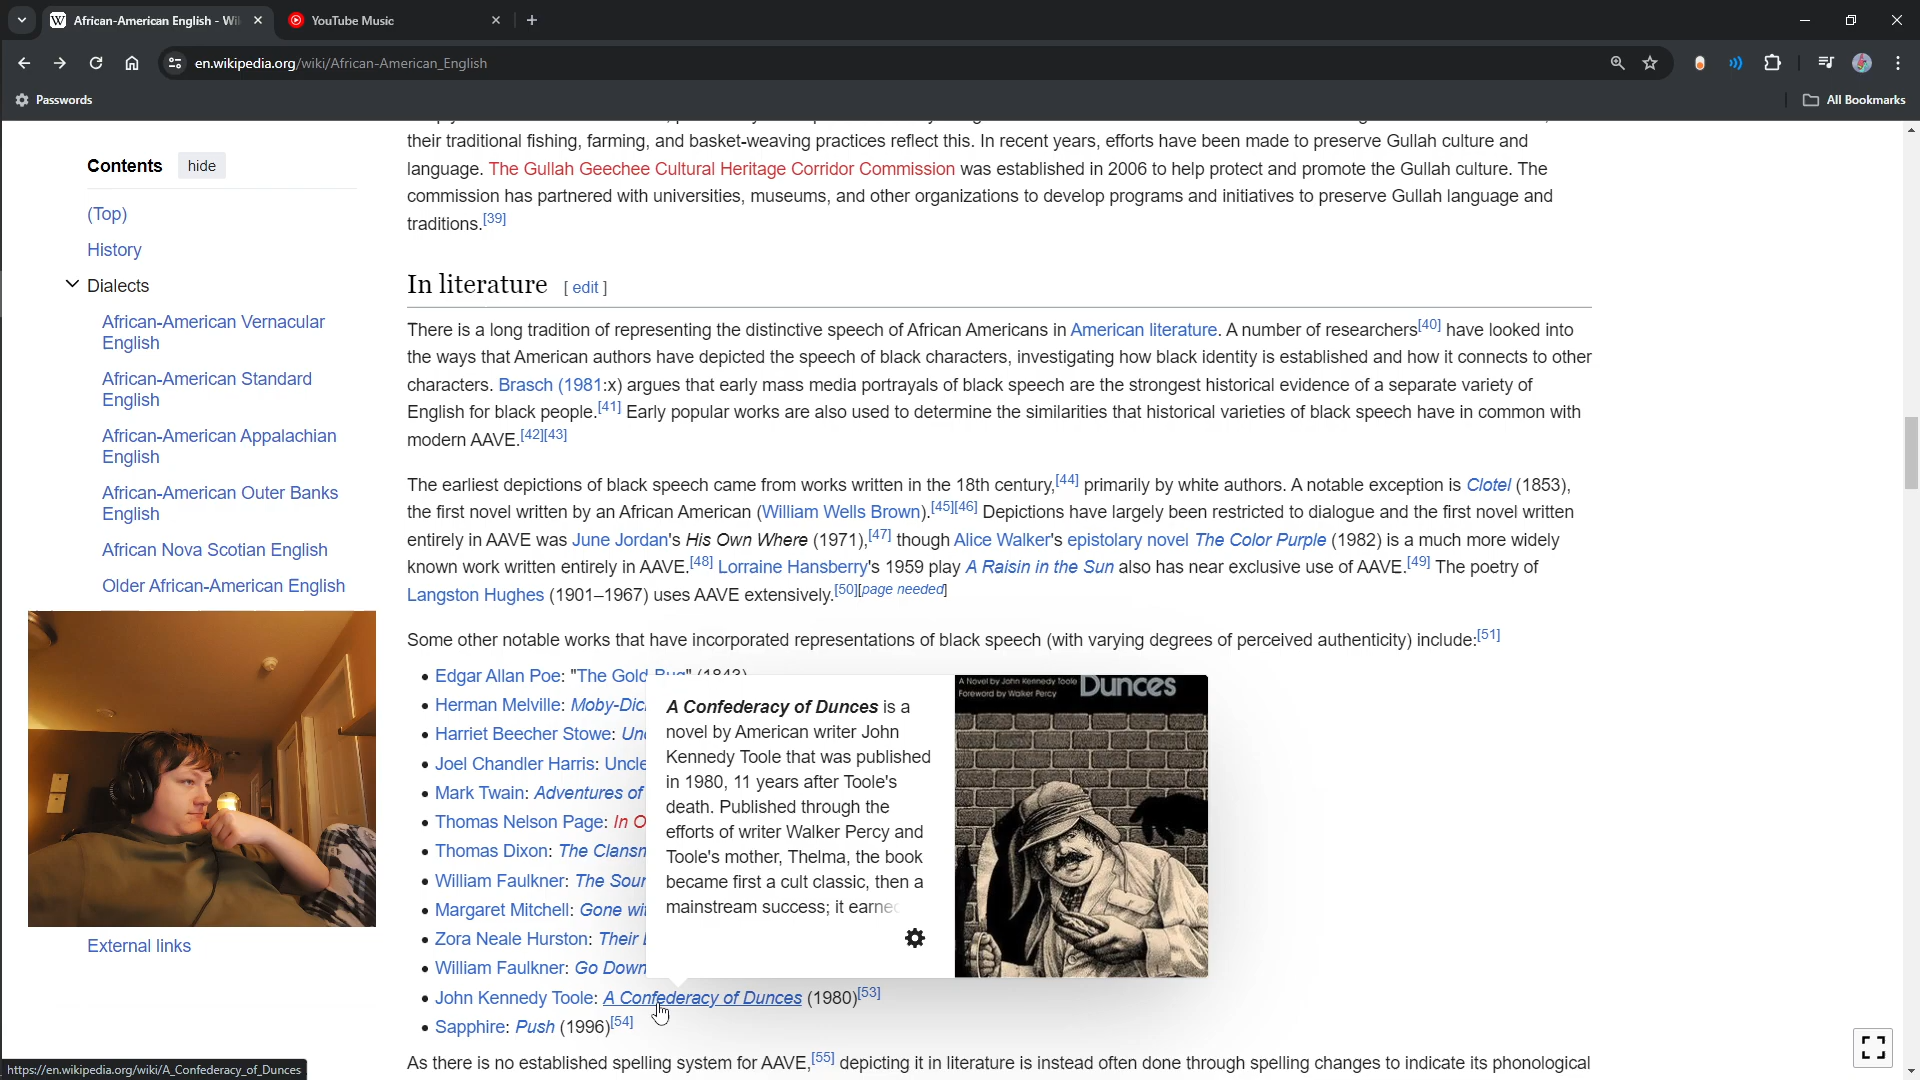 African-American English - Wi
YouTube Music
en.wikipedia.org/wiki/African-American_English
Passwords
All Bookmarks
Contents
hide
(Top)
History
Dialects
African-American Vernacular
English
African-American Standard
English
African-American Appalachian
English
African-American Outer Banks
English
African Nova Scotian English
Older African-American English
External links
their traditional fishing, farming, and basket-weaving practices reflect this. In recent years, efforts have been made to preserve Gullah culture and
language. The Gullah Geechee Cultural Heritage Corridor Commission was established in 2006 to help protect and promote the Gullah culture. The
commission has partnered with universities, museums, and other organizations to develop programs and initiatives to preserve Gullah language and
traditions.[39]
In literature [ edit ]
There is a long tradition of representing the distinctive speech of African Americans in American literature. A number of researchers[40] have looked into
the ways that American authors have depicted the speech of black characters, investigating how black identity is established and how it connects to other
characters. Brasch (1981:x) argues that early mass media portrayals of black speech are the strongest historical evidence of a separate variety of
English for black people.[41] Early popular works are also used to determine the similarities that historical varieties of black speech have in common with
modern AAVE.[42][43]
The earliest depictions of black speech came from works written in the 18th century,[44] primarily by white authors. A notable exception is Clotel (1853),
the first novel written by an African American (William Wells Brown).[45][46] Depictions have largely been restricted to dialogue and the first novel written
entirely in AAVE was June Jordan's His Own Where (1971),[47] though Alice Walker's epistolary novel The Color Purple (1982) is a much more widely
known work written entirely in AAVE.[48] Lorraine Hansberry's 1959 play A Raisin in the Sun also has near exclusive use of AAVE.[49] The poetry of
Langston Hughes (1901–1967) uses AAVE extensively.[50][page needed]
Some other notable works that have incorporated representations of black speech (with varying degrees of perceived authenticity) include:[51]
• Edgar Allan Poe: "The Gold Bug" (1843)
• Herman Melville: Moby-Dic
• Harriet Beecher Stowe: Un
• Joel Chandler Harris: Uncle
• Mark Twain: Adventures of
• Thomas Nelson Page: In O
• Thomas Dixon: The Clansn
• William Faulkner: The Sour
• Margaret Mitchell: Gone wi
• Zora Neale Hurston: Their
• William Faulkner: Go Down
• John Kennedy Toole: A Confederacy of Dunces (1980)[53]
• Sapphire: Push (1996)[54]
As there is no established spelling system for AAVE,[55] depicting it in literature is instead often done through spelling changes to indicate its phonological
A Confederacy of Dunces is a
novel by American writer John
Kennedy Toole that was published
in 1980, 11 years after Toole's
death. Published through the
efforts of writer Walker Percy and
Toole's mother, Thelma, the book
became first a cult classic, then a
mainstream success; it earne
A Novel by John Kennedy Toole
Foreword by Walker Percy
Dunces
https://en.wikipedia.org/wiki/A_Confederacy_of_Dunces